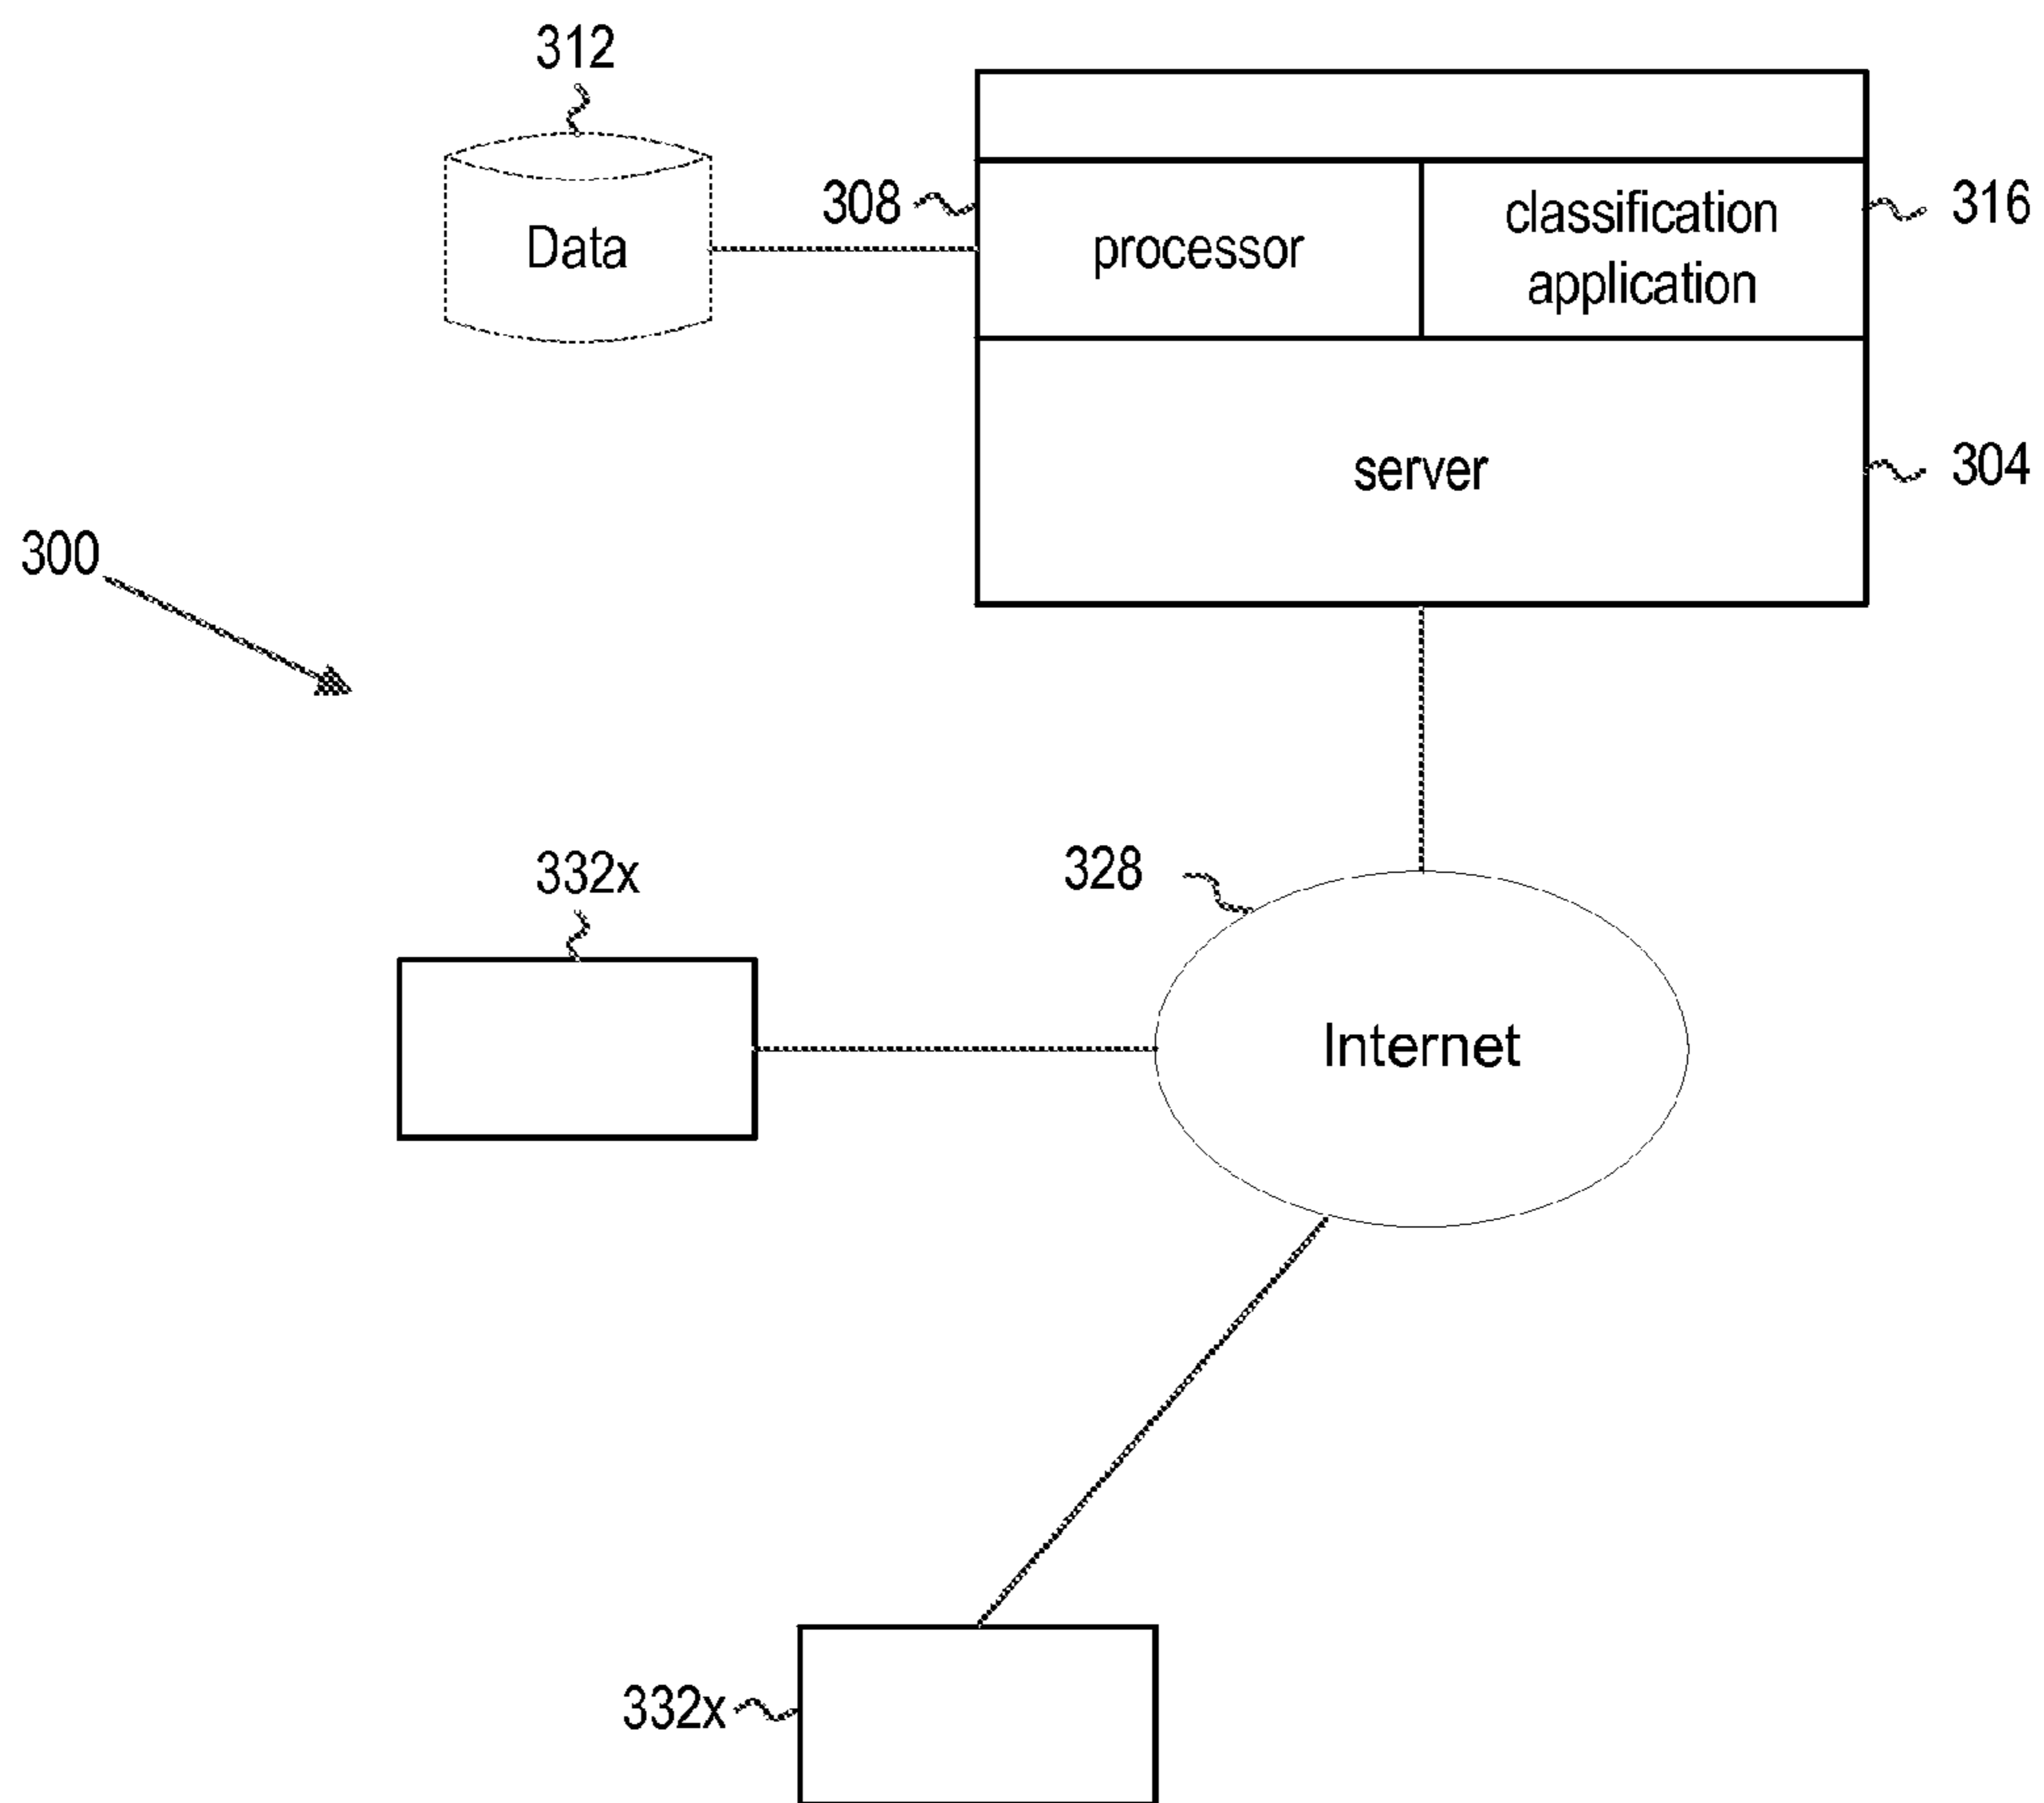 312
308
316
Data
processor
classification
application
server
304
300
332x
328
Internet
332x